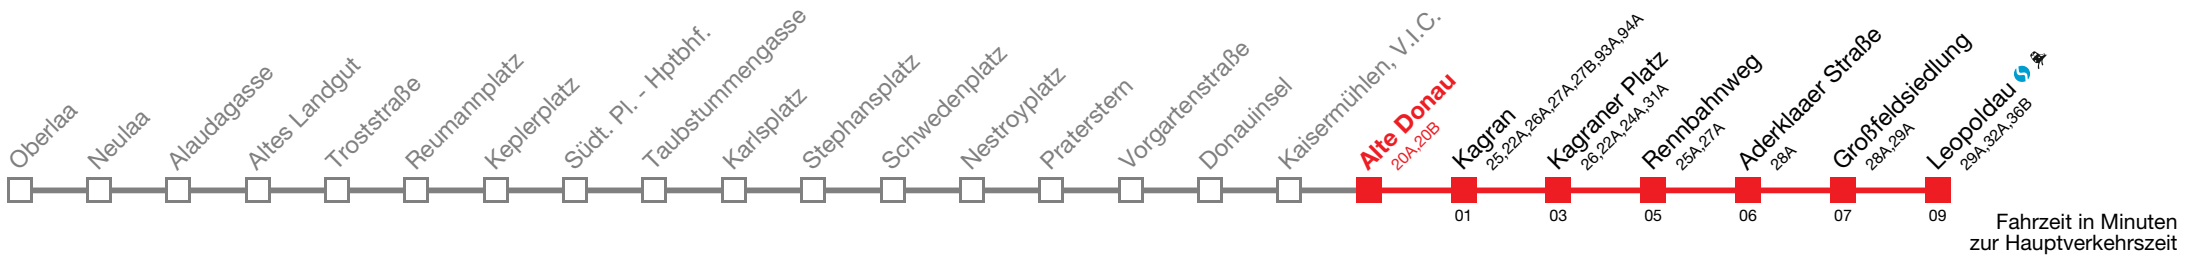 Oberlaa
Neulaa
Alaudagasse
Altes Landgut
Troststraße
Reumannplatz
Keplerplatz
Südt. Pl. - Hptbhf.
Taubstummengasse
Karlsplatz
Stephansplatz
Schwedenplatz
Nestroyplatz
Praterstern
Vorgartenstraße
Donauinsel
Kaisermühlen, V.I.C.
Alte Donau
20A,20B
Kagran
25,22A,26A,27A,27B,93A,94A
01
Kagraner Platz
26,22A,24A,31A
03
Rennbahnweg
25A,27A
05
Aderklaaer Straße
28A
06
Großfeldsiedlung
28A,29A
07
Leopoldau
29A,32A,36B
09
Fahrzeit in Minuten
zur Hauptverkehrszeit